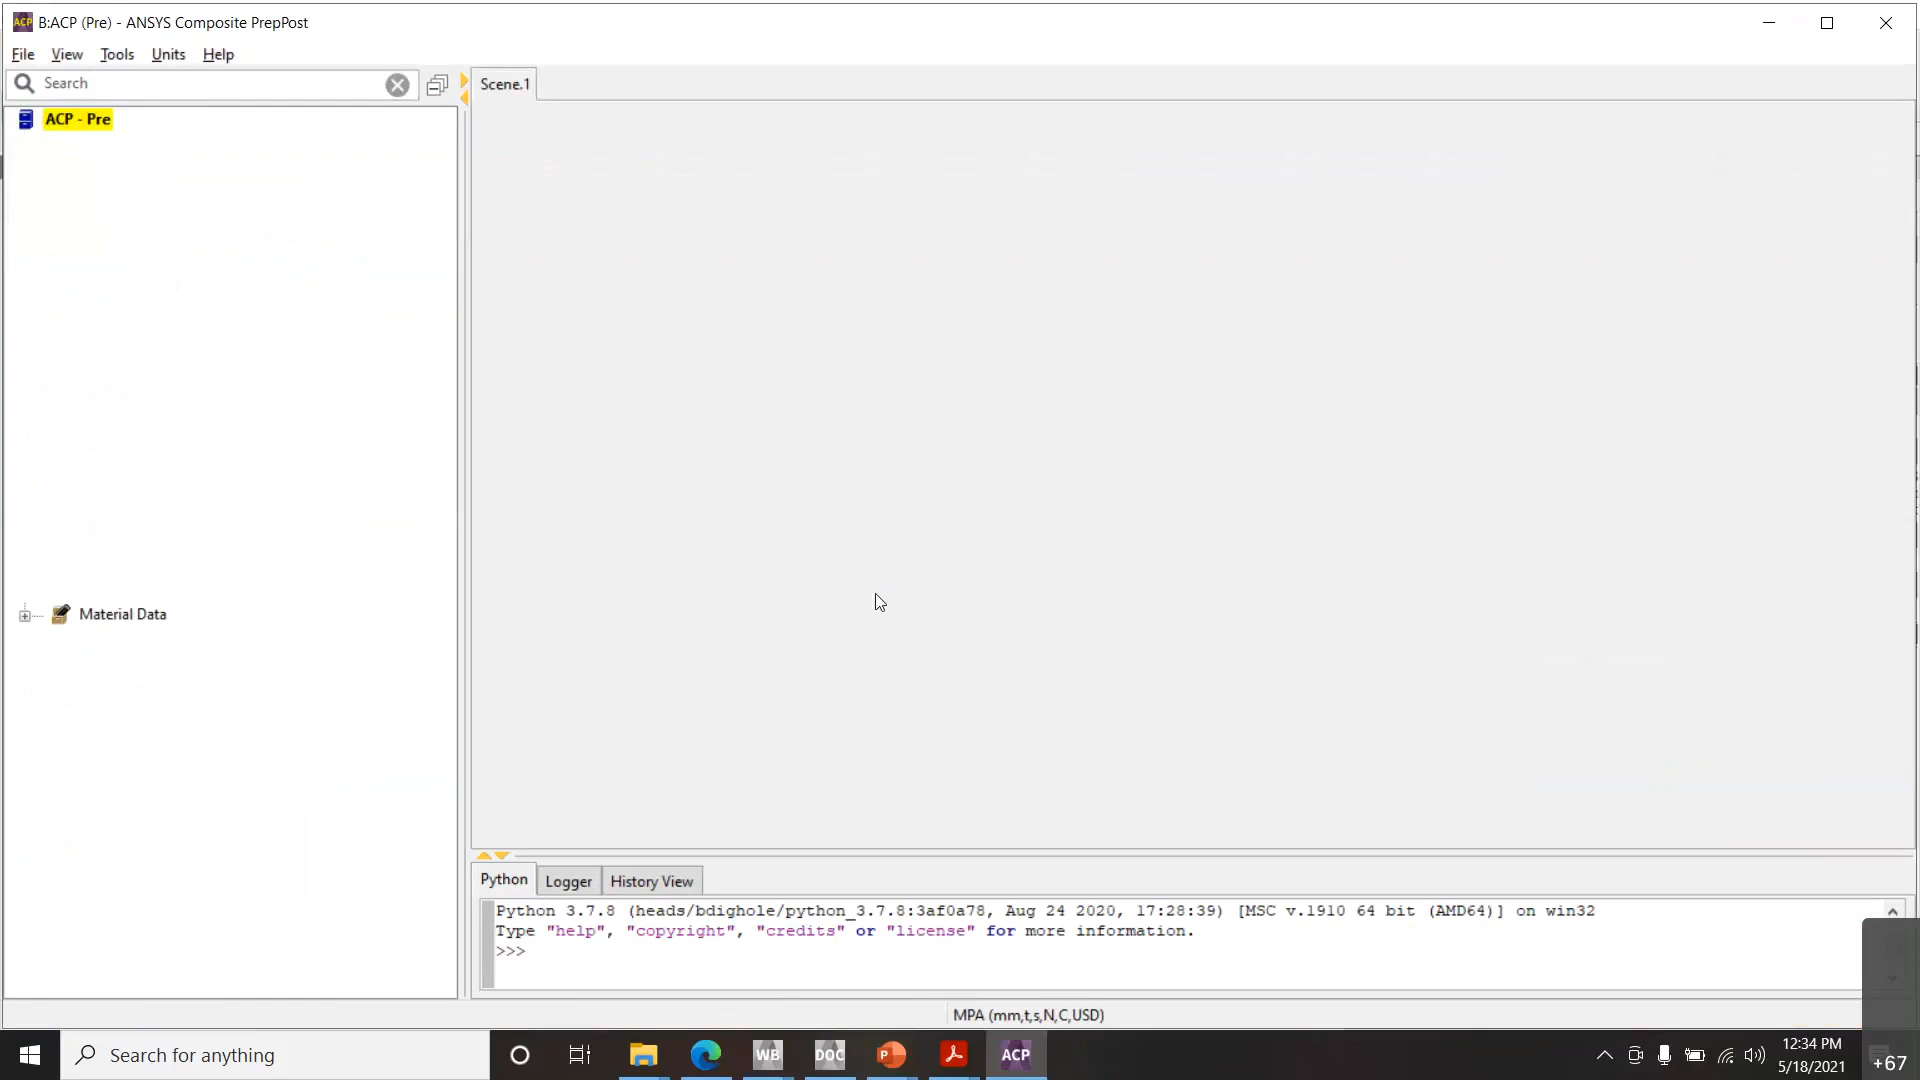 ACP B:ACP (Pre) - ANSYS Composite PrepPost
File View Tools Units Help
Search
Scene.1
ACP - Pre
Material Data
Python Logger History View
Python 3.7.8 (heads/bdighole/python_3.7.8:3af0a78, Aug 24 2020, 17:28:39) [MSC v.1910 64 bit (AMD64)] on win32
Type "help", "copyright", "credits" or "license" for more information.
>>>
MPA (mm,t,s,N,C,USD)
Search for anything
WB DOC P ACP
12:34 PM
5/18/2021
+67